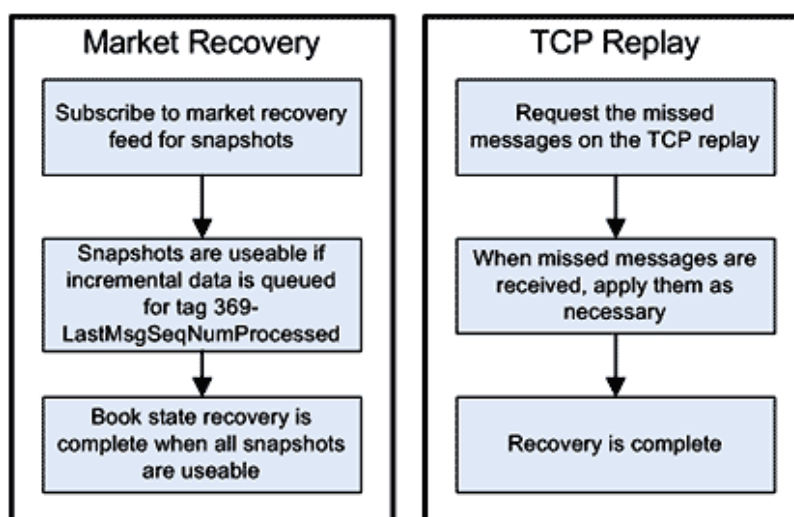 Market Recovery
Subscribe to market recovery
feed for snapshots
Snapshots are useable if
incremental data is queued
for tag 369-
LastMsgSeqNumProcessed
Book state recovery is
complete when all snapshots
are useable
TCP Replay
Request the missed
messages on the TCP replay
When missed messages are
received, apply them as
necessary
Recovery is complete